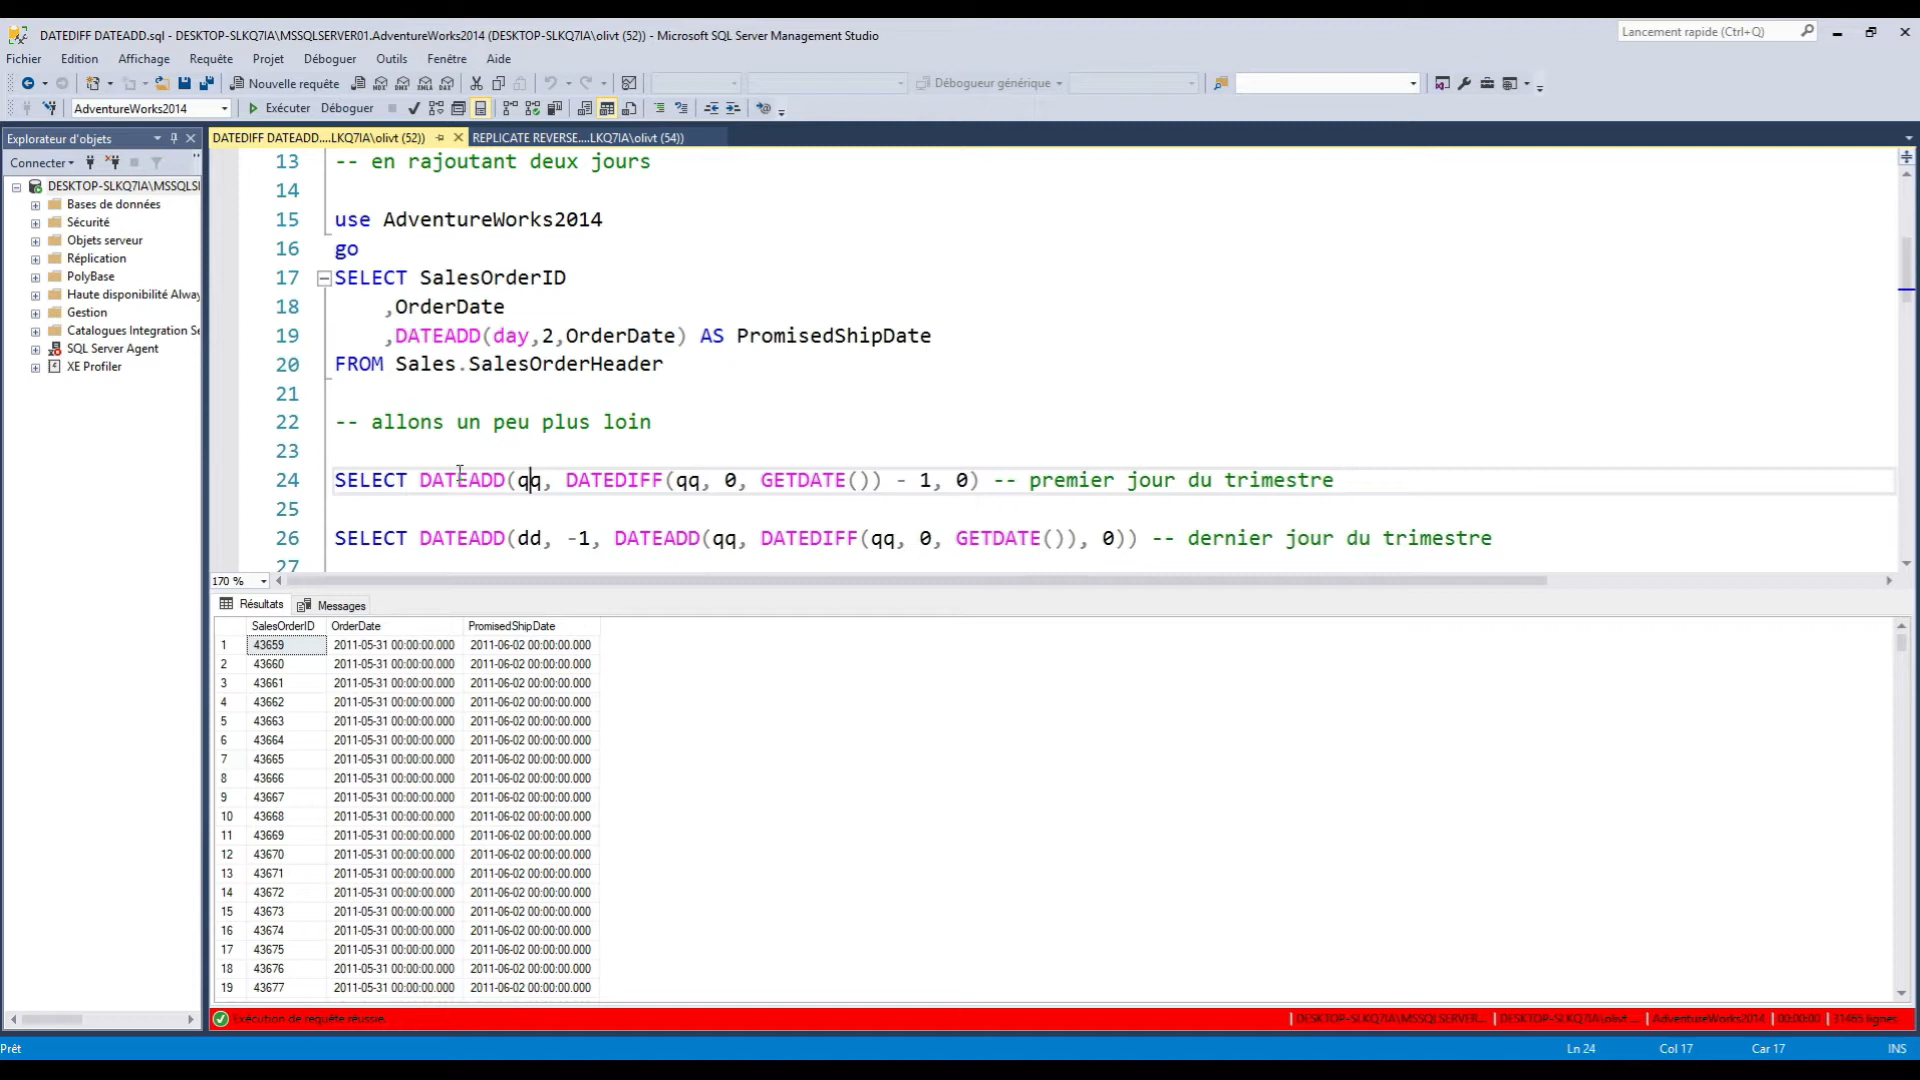 DATEDIFF DATEADD.sql - DESKTOP-SLKQ7IA\MSSQLSERVER01.AdventureWorks2014 (DESKTOP-SLKQ7IA\olivt (52)) - Microsoft SQL Server Management Studio
Lancement rapide (Ctrl+Q)
Fichier Edition Affichage Requête Projet Déboguer Outils Fenêtre Aide
Nouvelle requête
Débogueur générique
AdventureWorks2014
Exécuter Déboguer
Explorateur d'objets
Connecter
DESKTOP-SLKQ7IA\MSSQLSI
Bases de données
Sécurité
Objets serveur
Réplication
PolyBase
Haute disponibilité Alway
Gestion
Catalogues Integration Se
SQL Server Agent
XE Profiler
DATEDIFF DATEADD....LKQ7IA\olivt (52))
REPLICATE REVERSE....LKQ7IA\olivt (54))
13 -- en rajoutant deux jours
14
15 use AdventureWorks2014
16 go
17 SELECT SalesOrderID
18 ,OrderDate
19 ,DATEADD(day,2,OrderDate) AS PromisedShipDate
20 FROM Sales.SalesOrderHeader
21
22 -- allons un peu plus loin
23
24 SELECT DATEADD(qq, DATEDIFF(qq, 0, GETDATE()) - 1, 0) -- premier jour du trimestre
25
26 SELECT DATEADD(dd, -1, DATEADD(qq, DATEDIFF(qq, 0, GETDATE()), 0)) -- dernier jour du trimestre
27
170 %
Résultats Messages
SalesOrderID OrderDate PromisedShipDate
1 43659 2011-05-31 00:00:00.000 2011-06-02 00:00:00.000
2 43660 2011-05-31 00:00:00.000 2011-06-02 00:00:00.000
3 43661 2011-05-31 00:00:00.000 2011-06-02 00:00:00.000
4 43662 2011-05-31 00:00:00.000 2011-06-02 00:00:00.000
5 43663 2011-05-31 00:00:00.000 2011-06-02 00:00:00.000
6 43664 2011-05-31 00:00:00.000 2011-06-02 00:00:00.000
7 43665 2011-05-31 00:00:00.000 2011-06-02 00:00:00.000
8 43666 2011-05-31 00:00:00.000 2011-06-02 00:00:00.000
9 43667 2011-05-31 00:00:00.000 2011-06-02 00:00:00.000
10 43668 2011-05-31 00:00:00.000 2011-06-02 00:00:00.000
11 43669 2011-05-31 00:00:00.000 2011-06-02 00:00:00.000
12 43670 2011-05-31 00:00:00.000 2011-06-02 00:00:00.000
13 43671 2011-05-31 00:00:00.000 2011-06-02 00:00:00.000
14 43672 2011-05-31 00:00:00.000 2011-06-02 00:00:00.000
15 43673 2011-05-31 00:00:00.000 2011-06-02 00:00:00.000
16 43674 2011-05-31 00:00:00.000 2011-06-02 00:00:00.000
17 43675 2011-05-31 00:00:00.000 2011-06-02 00:00:00.000
18 43676 2011-05-31 00:00:00.000 2011-06-02 00:00:00.000
19 43677 2011-05-31 00:00:00.000 2011-06-02 00:00:00.000
Exécution de requête réussie. DESKTOP-SLKQ7IA\MSSQLSERVER... DESKTOP-SLKQ7IA\olivt ... AdventureWorks2014 00:00:00 31465 lignes
Prêt Ln 24 Col 17 Car 17 INS